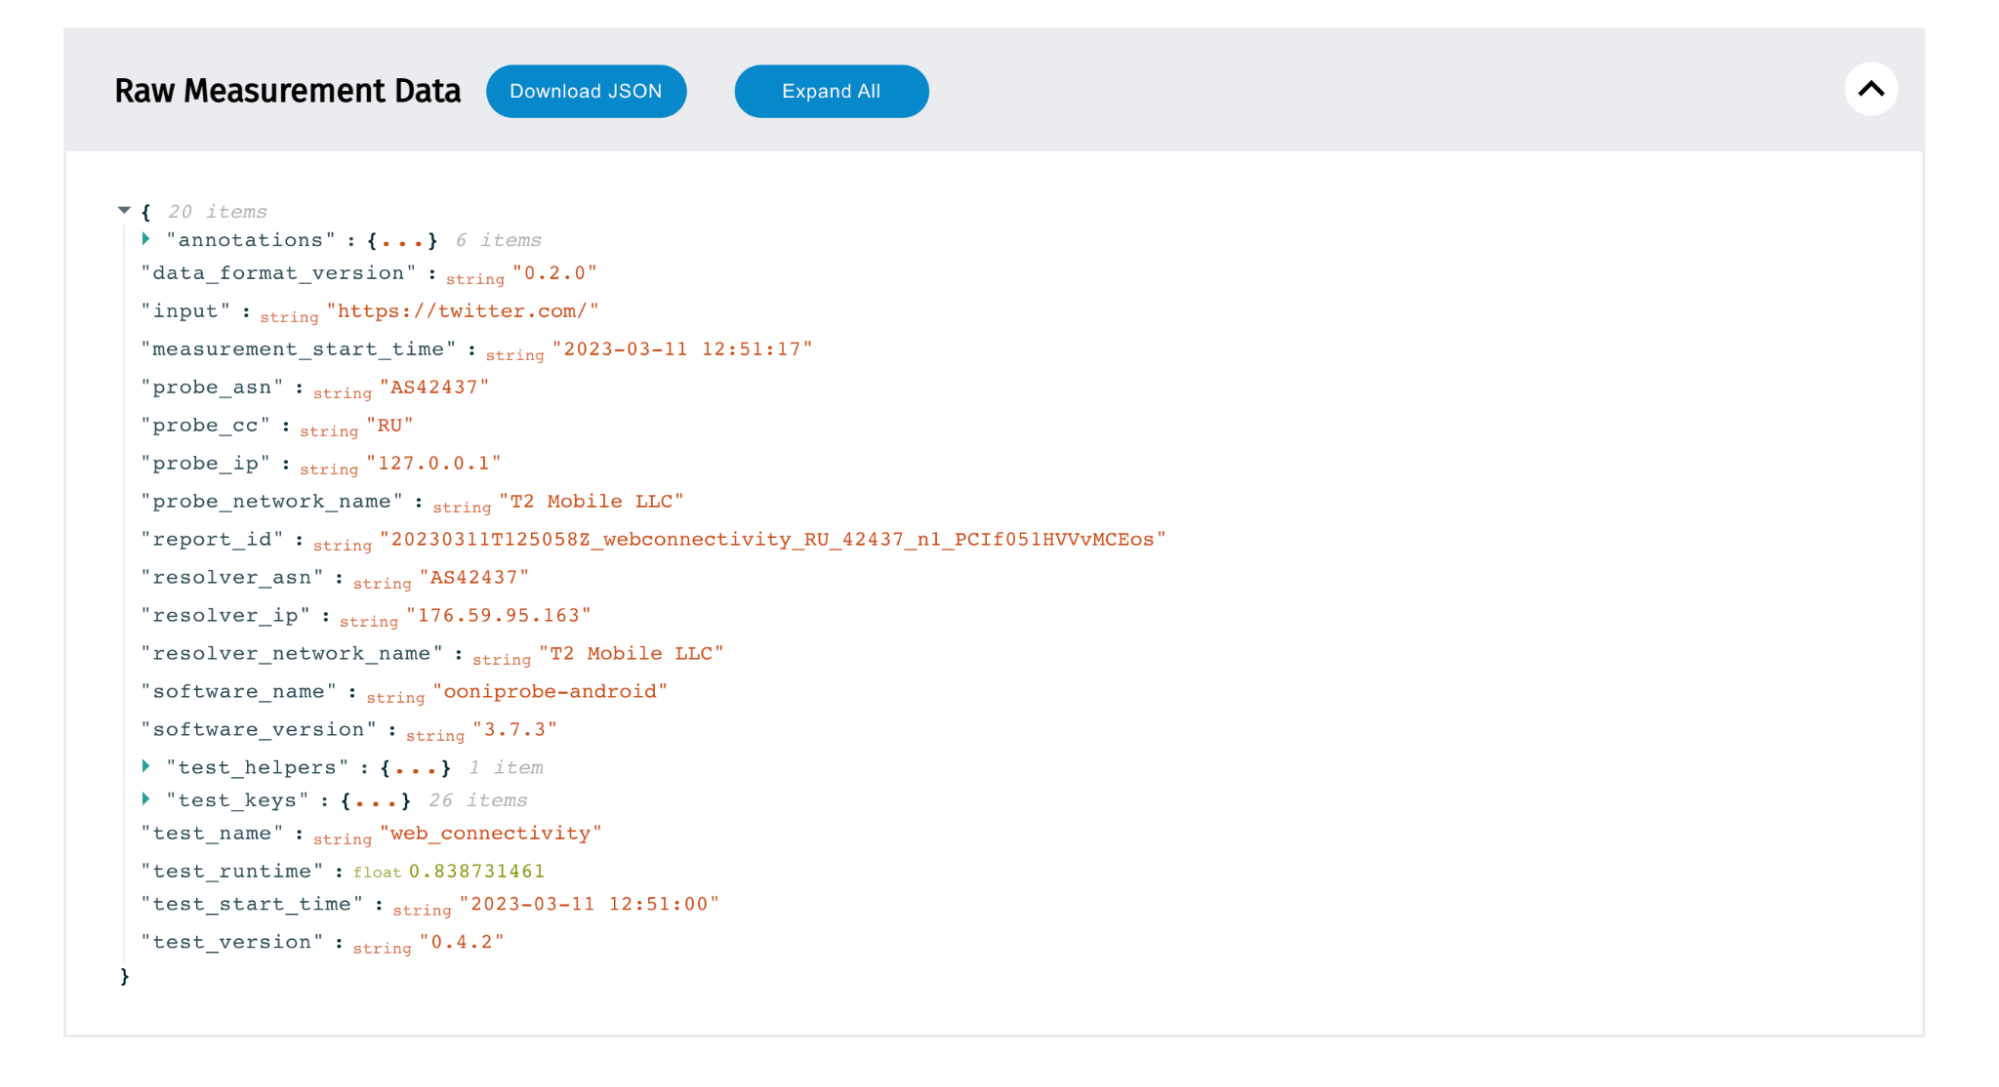 Raw Measurement Data Download JSON Expand All
{ 20 items
"annotations" : {...} 6 items
"data_format_version" : string "0.2.0"
"input" : string "https://twitter.com/"
"measurement_start_time" : string "2023-03-11 12:51:17"
"probe_asn" : string "AS42437"
"probe_cc" : string "RU"
"probe_ip" : string "127.0.0.1"
"probe_network_name" : string "T2 Mobile LLC"
"report_id" : string "20230311T125058Z_webconnectivity_RU_42437_n1_PCIf051HVVvMCEos"
"resolver_asn" : string "AS42437"
"resolver_ip" : string "176.59.95.163"
"resolver_network_name" : string "T2 Mobile LLC"
"software_name" : string "ooniprobe-android"
"software_version" : string "3.7.3"
"test_helpers" : {...} 1 item
"test_keys" : {...} 26 items
"test_name" : string "web_connectivity"
"test_runtime" : float 0.838731461
"test_start_time" : string "2023-03-11 12:51:00"
"test_version" : string "0.4.2"
}